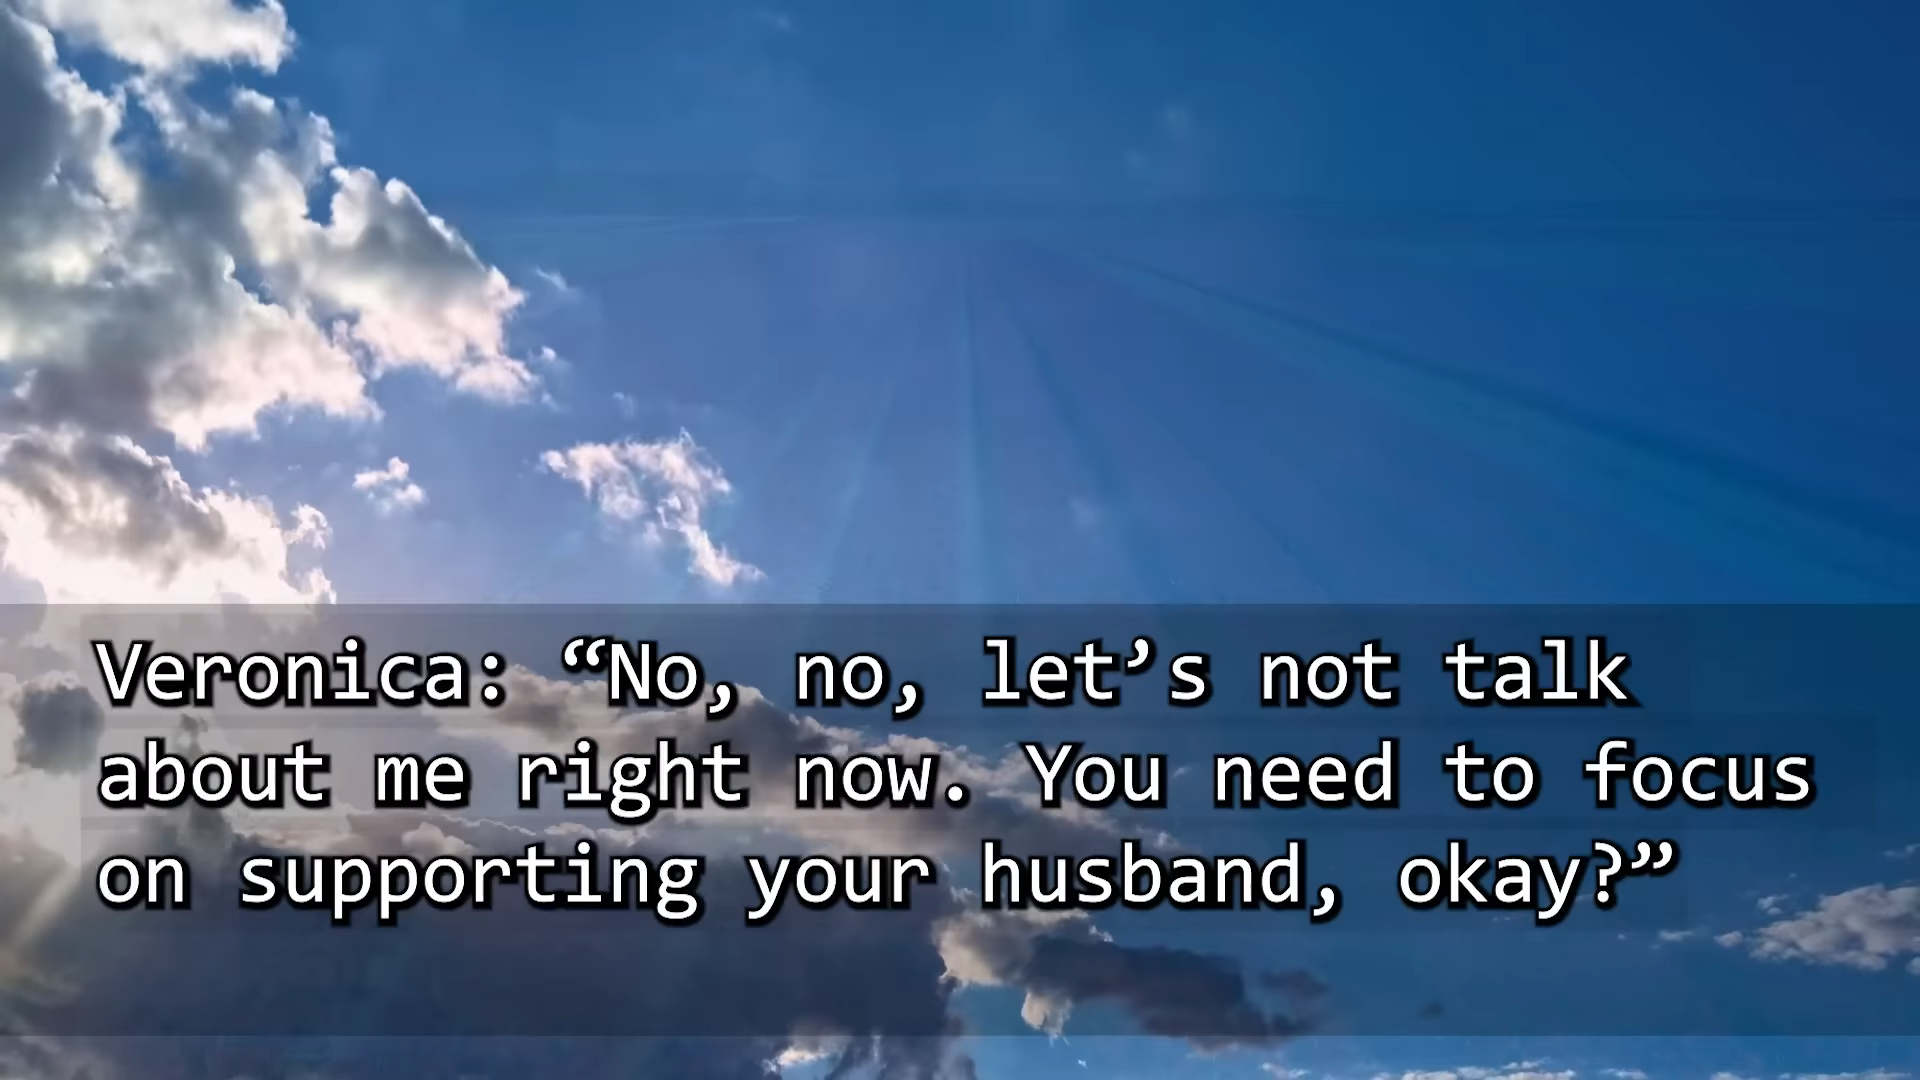 Veronica: “No, no, let’s not talk
about me right now. You need to focus
on supporting your husband, okay?”